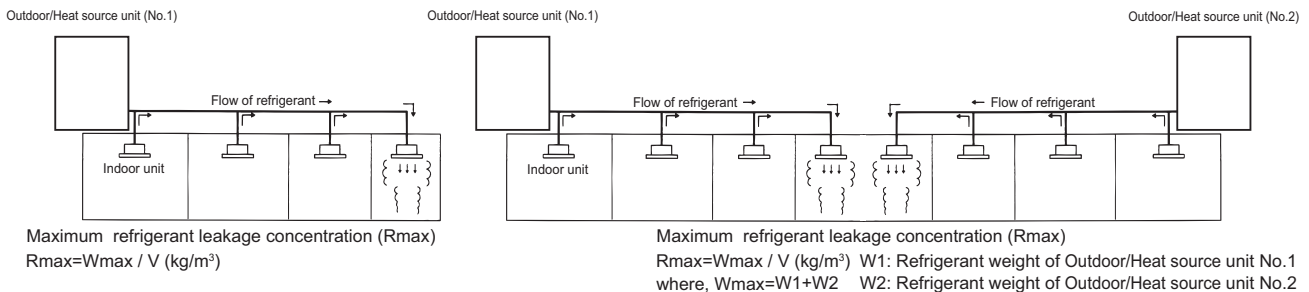 Outdoor/Heat source unit (No.1)
Flow of refrigerant →
Indoor unit
Maximum refrigerant leakage concentration (Rmax)
Rmax=Wmax / V (kg/m³)
Outdoor/Heat source unit (No.1)
Outdoor/Heat source unit (No.2)
Flow of refrigerant →
← Flow of refrigerant
Indoor unit
Maximum refrigerant leakage concentration (Rmax)
Rmax=Wmax / V (kg/m³) W1: Refrigerant weight of Outdoor/Heat source unit No.1
where, Wmax=W1+W2 W2: Refrigerant weight of Outdoor/Heat source unit No.2